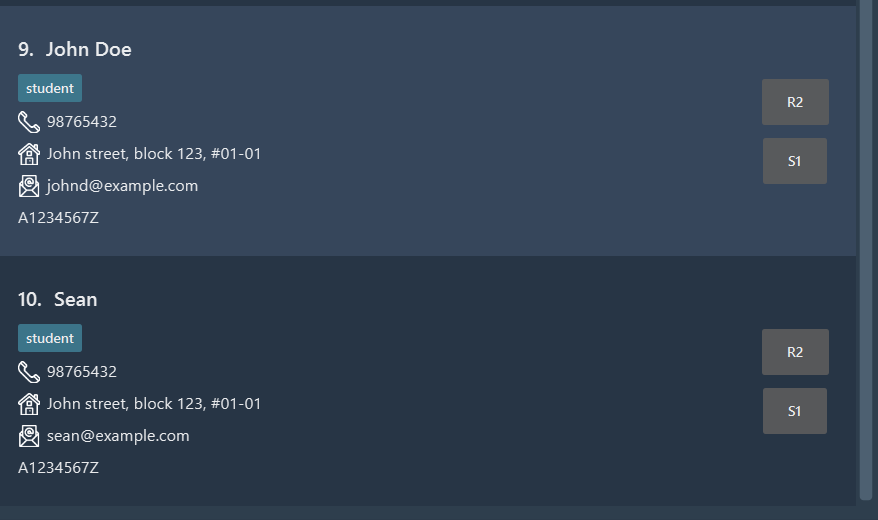 9. John Doe
student
98765432
John street, block 123, #01-01
johnd@example.com
A1234567Z
R2
S1
10. Sean
student
98765432
John street, block 123, #01-01
sean@example.com
A1234567Z
R2
S1